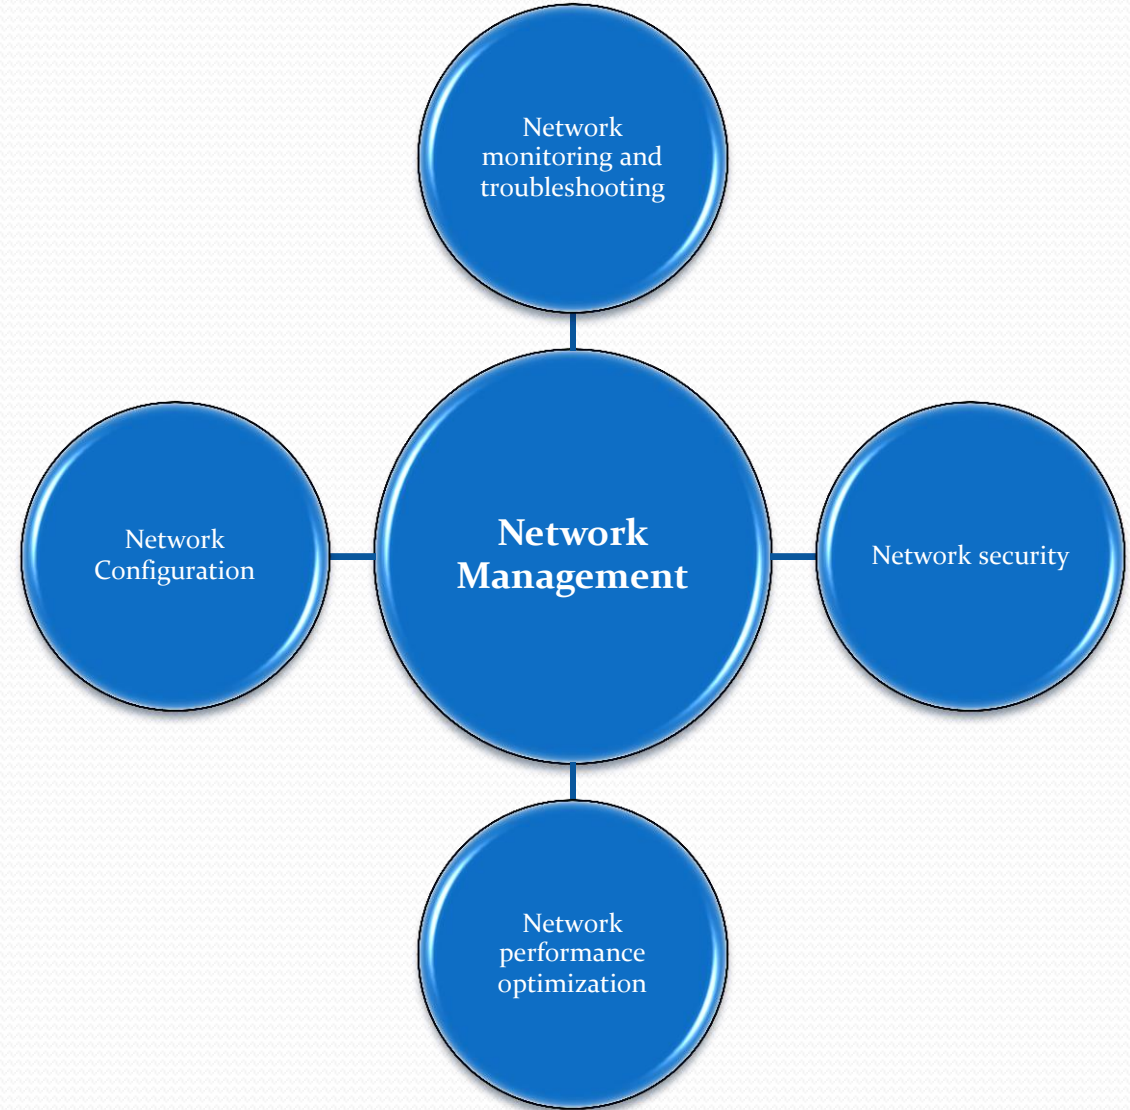 Network
monitoring and
troubleshooting
Network
Configuration
Network
Management
Network security
Network
performance
optimization